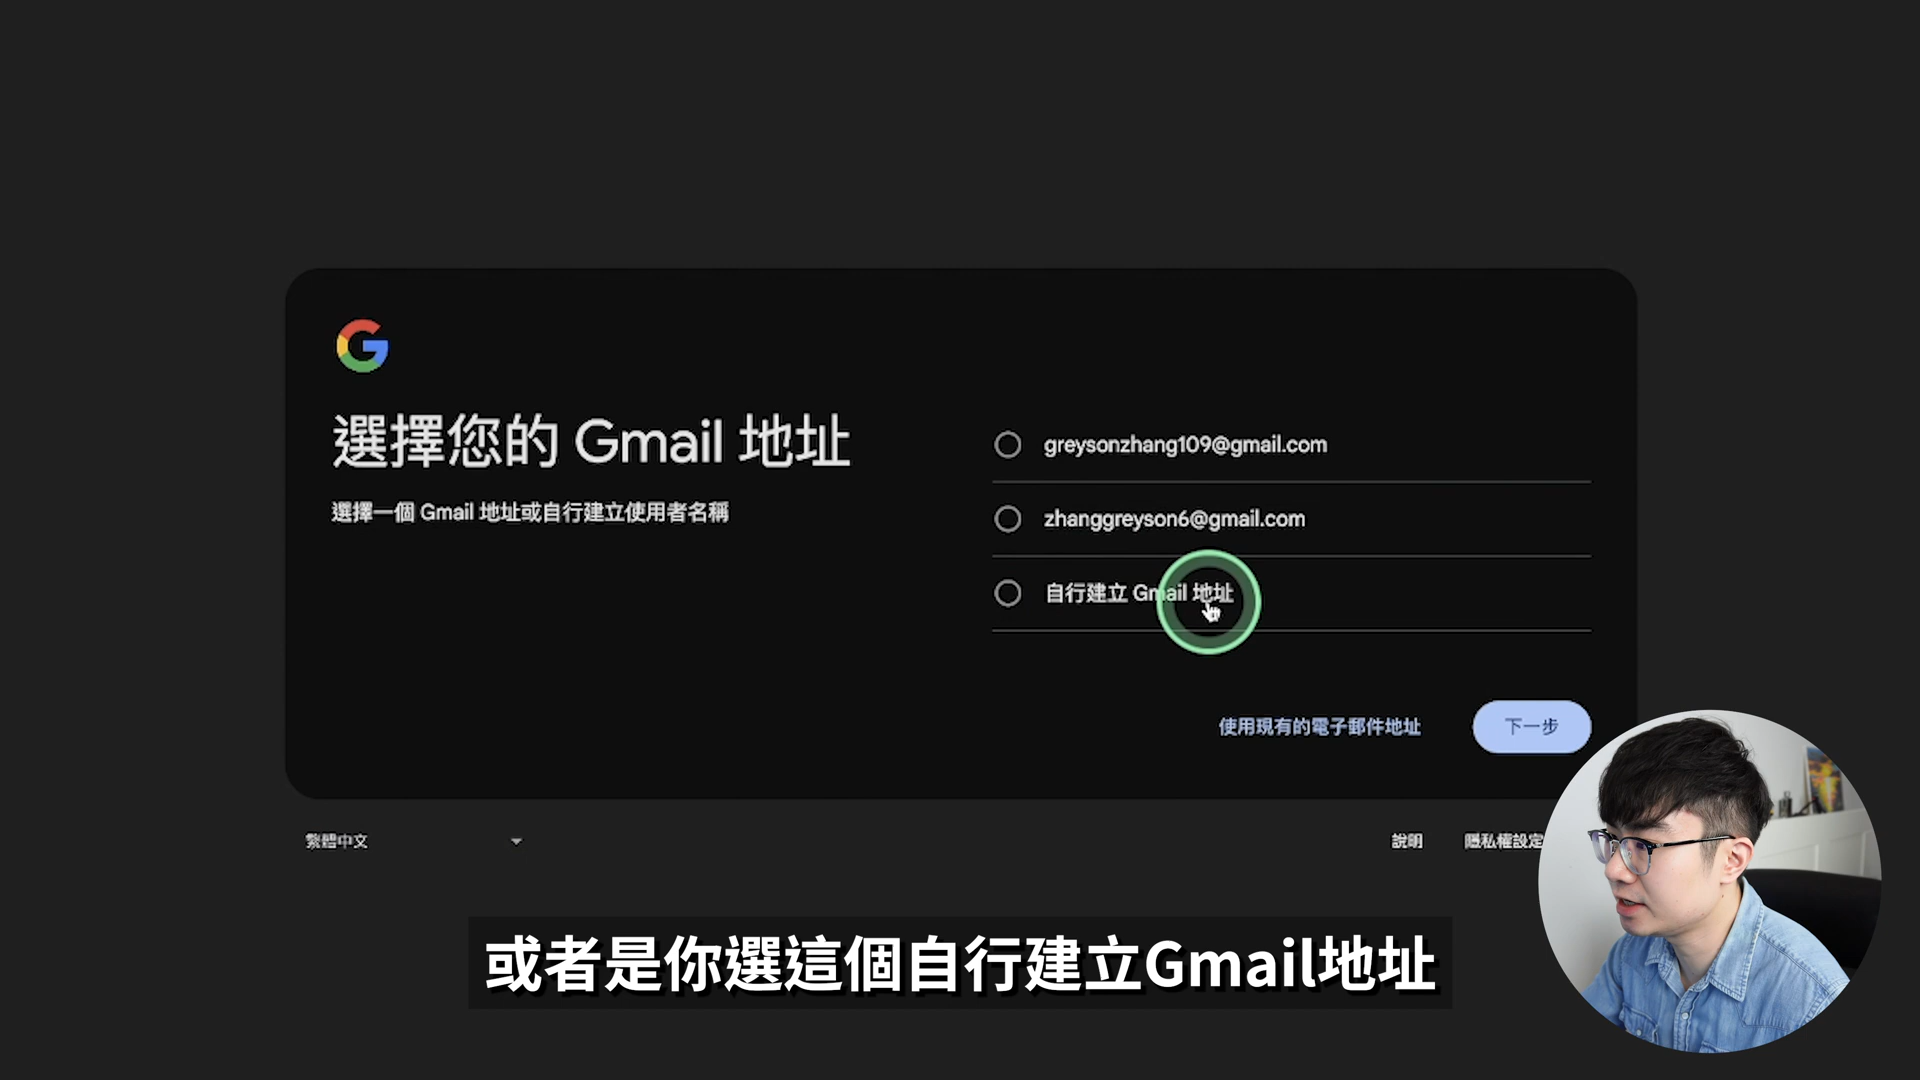 選擇您的 Gmail 地址
選擇一個 Gmail 地址或自行建立使用者名稱
greysonzhang109@gmail.com
zhanggreyson6@gmail.com
自行建立 Gmail 地址
使用現有的電子郵件地址
下一步
繁體中文
說明
隱私權設定
或者是你選這個自行建立Gmail地址